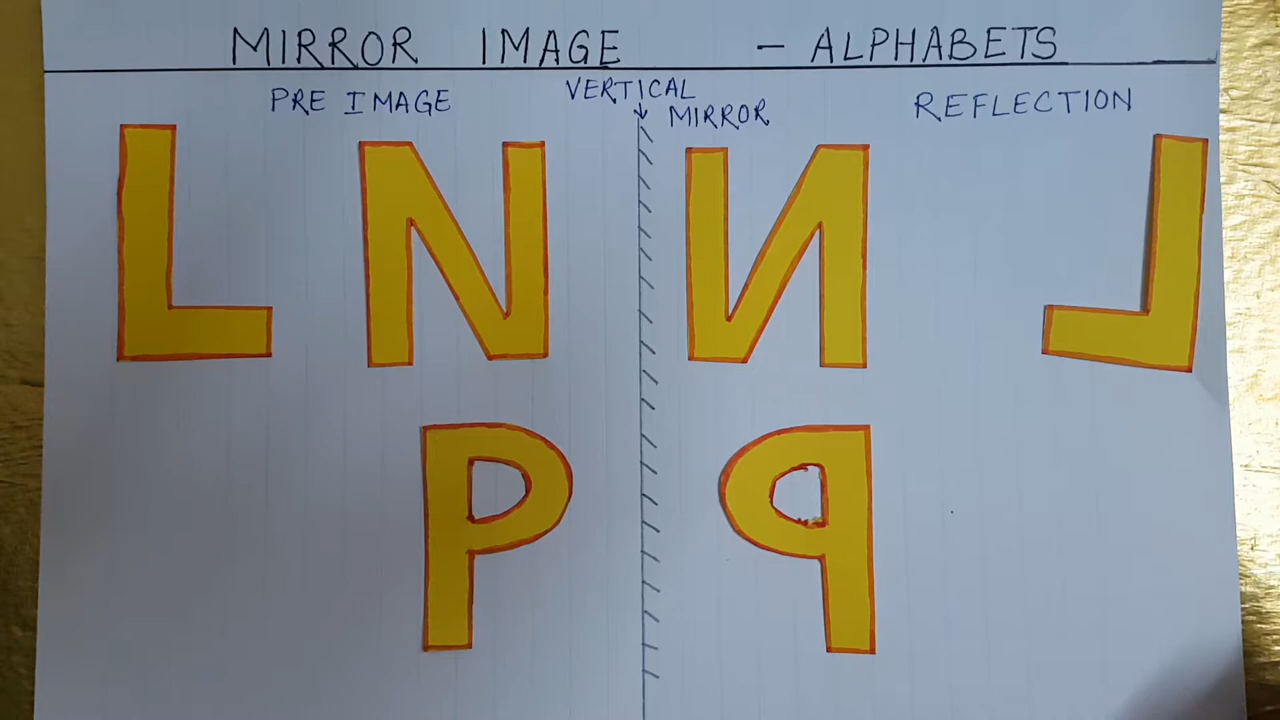 MIRROR IMAGE - ALPHABETS
PRE IMAGE VERTICAL MIRROR REFLECTION
L N И ⅃
P ꟼ